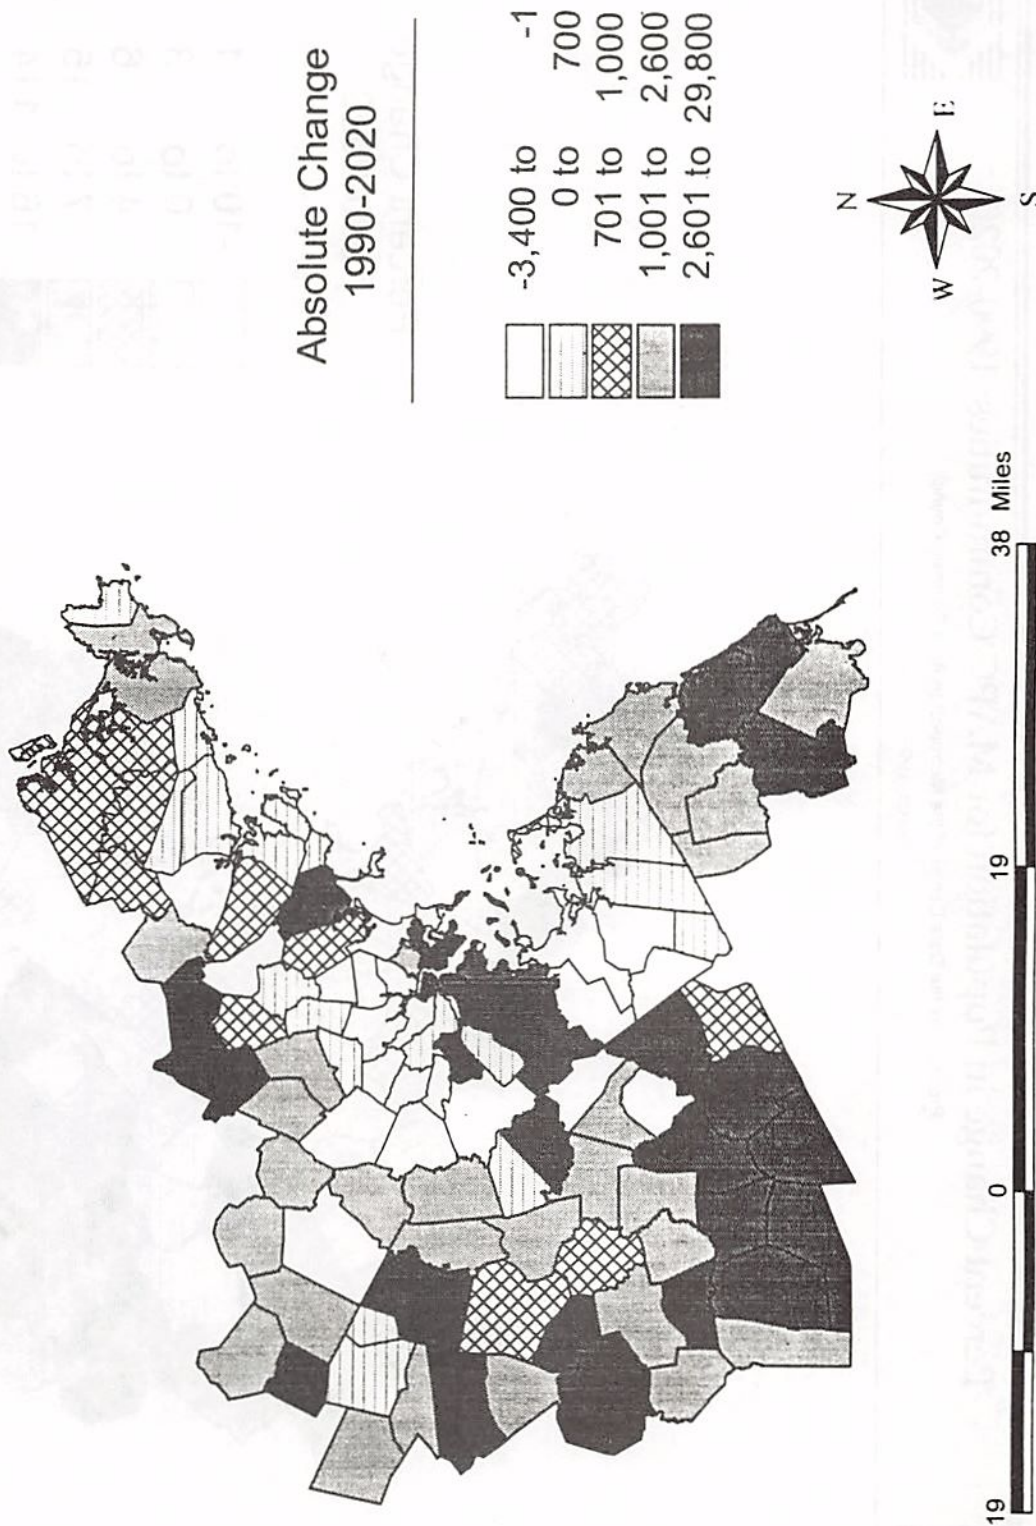 Absolute Change
1990-2020
-3,400 to -1
0 to 700
701 to 1,000
1,001 to 2,600
2,601 to 29,800
N
W E
S
19 0 19 38 Miles